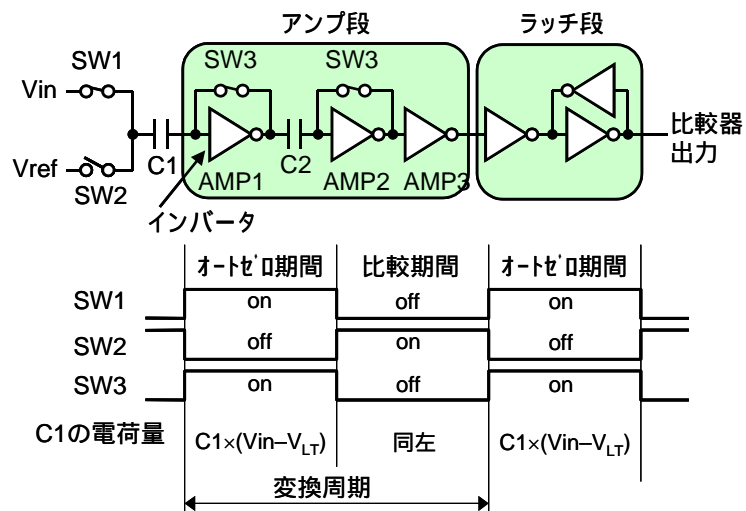 アンプ段
ラッチ段
SW1
SW3
SW3
Vin
Vref
SW2
C1
C2
AMP1
AMP2
AMP3
インバータ
比較器
出力
ｵｰﾄｾﾞﾛ期間
比較期間
ｵｰﾄｾﾞﾛ期間
SW1
on
off
on
SW2
off
on
off
SW3
on
off
on
C1の電荷量
C1×(Vin–V_LT)
同左
C1×(Vin–V_LT)
変換周期